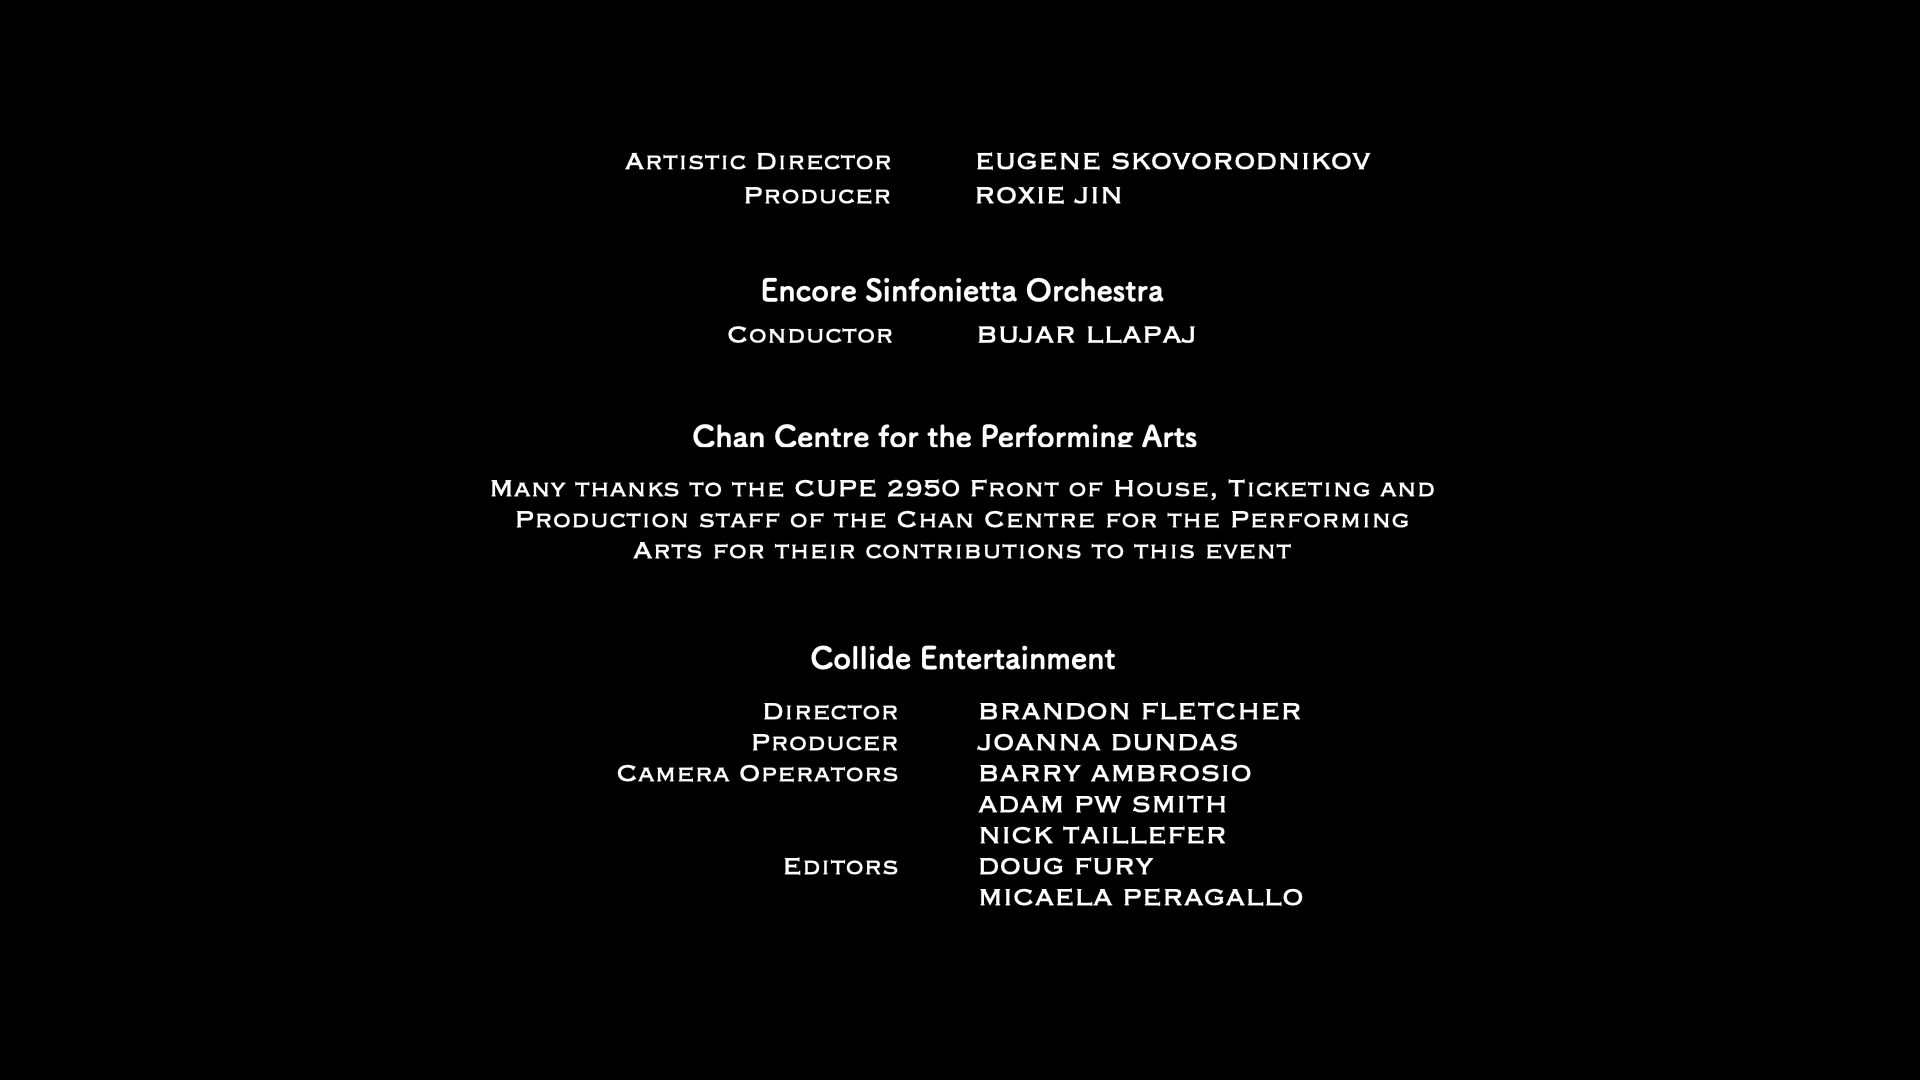 Artistic Director EUGENE SKOVORODNIKOV
Producer ROXIE JIN
Encore Sinfonietta Orchestra
Conductor BUJAR LLAPAJ
Chan Centre for the Performing Arts
Many thanks to the CUPE 2950 Front of House, Ticketing and
Production staff of the Chan Centre for the Performing
Arts for their contributions to this event
Collide Entertainment
Director BRANDON FLETCHER
Producer JOANNA DUNDAS
Camera Operators BARRY AMBROSIO
ADAM PW SMITH
NICK TAILLEFER
Editors DOUG FURY
MICAELA PERAGALLO